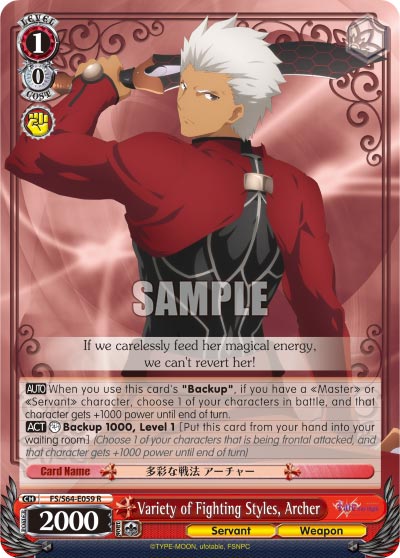 LEVEL
1
0
COST
SAMPLE
If we carelessly feed her magical energy,
we can't revert her!
AUTO When you use this card's "Backup", if you have a «Master» or
«Servant» character, choose 1 of your characters in battle, and that
character gets +1000 power until end of turn.
ACT Backup 1000, Level 1 [Put this card from your hand into your
waiting room] (Choose 1 of your characters that is being frontal attacked, and
that character gets +1000 power until end of turn)
Card Name 多彩な戦法 アーチャー
CH FS/S64-E059 R
Variety of Fighting Styles, Archer
POWER 2000
Servant Weapon
©TYPE-MOON, ufotable, FSNPC